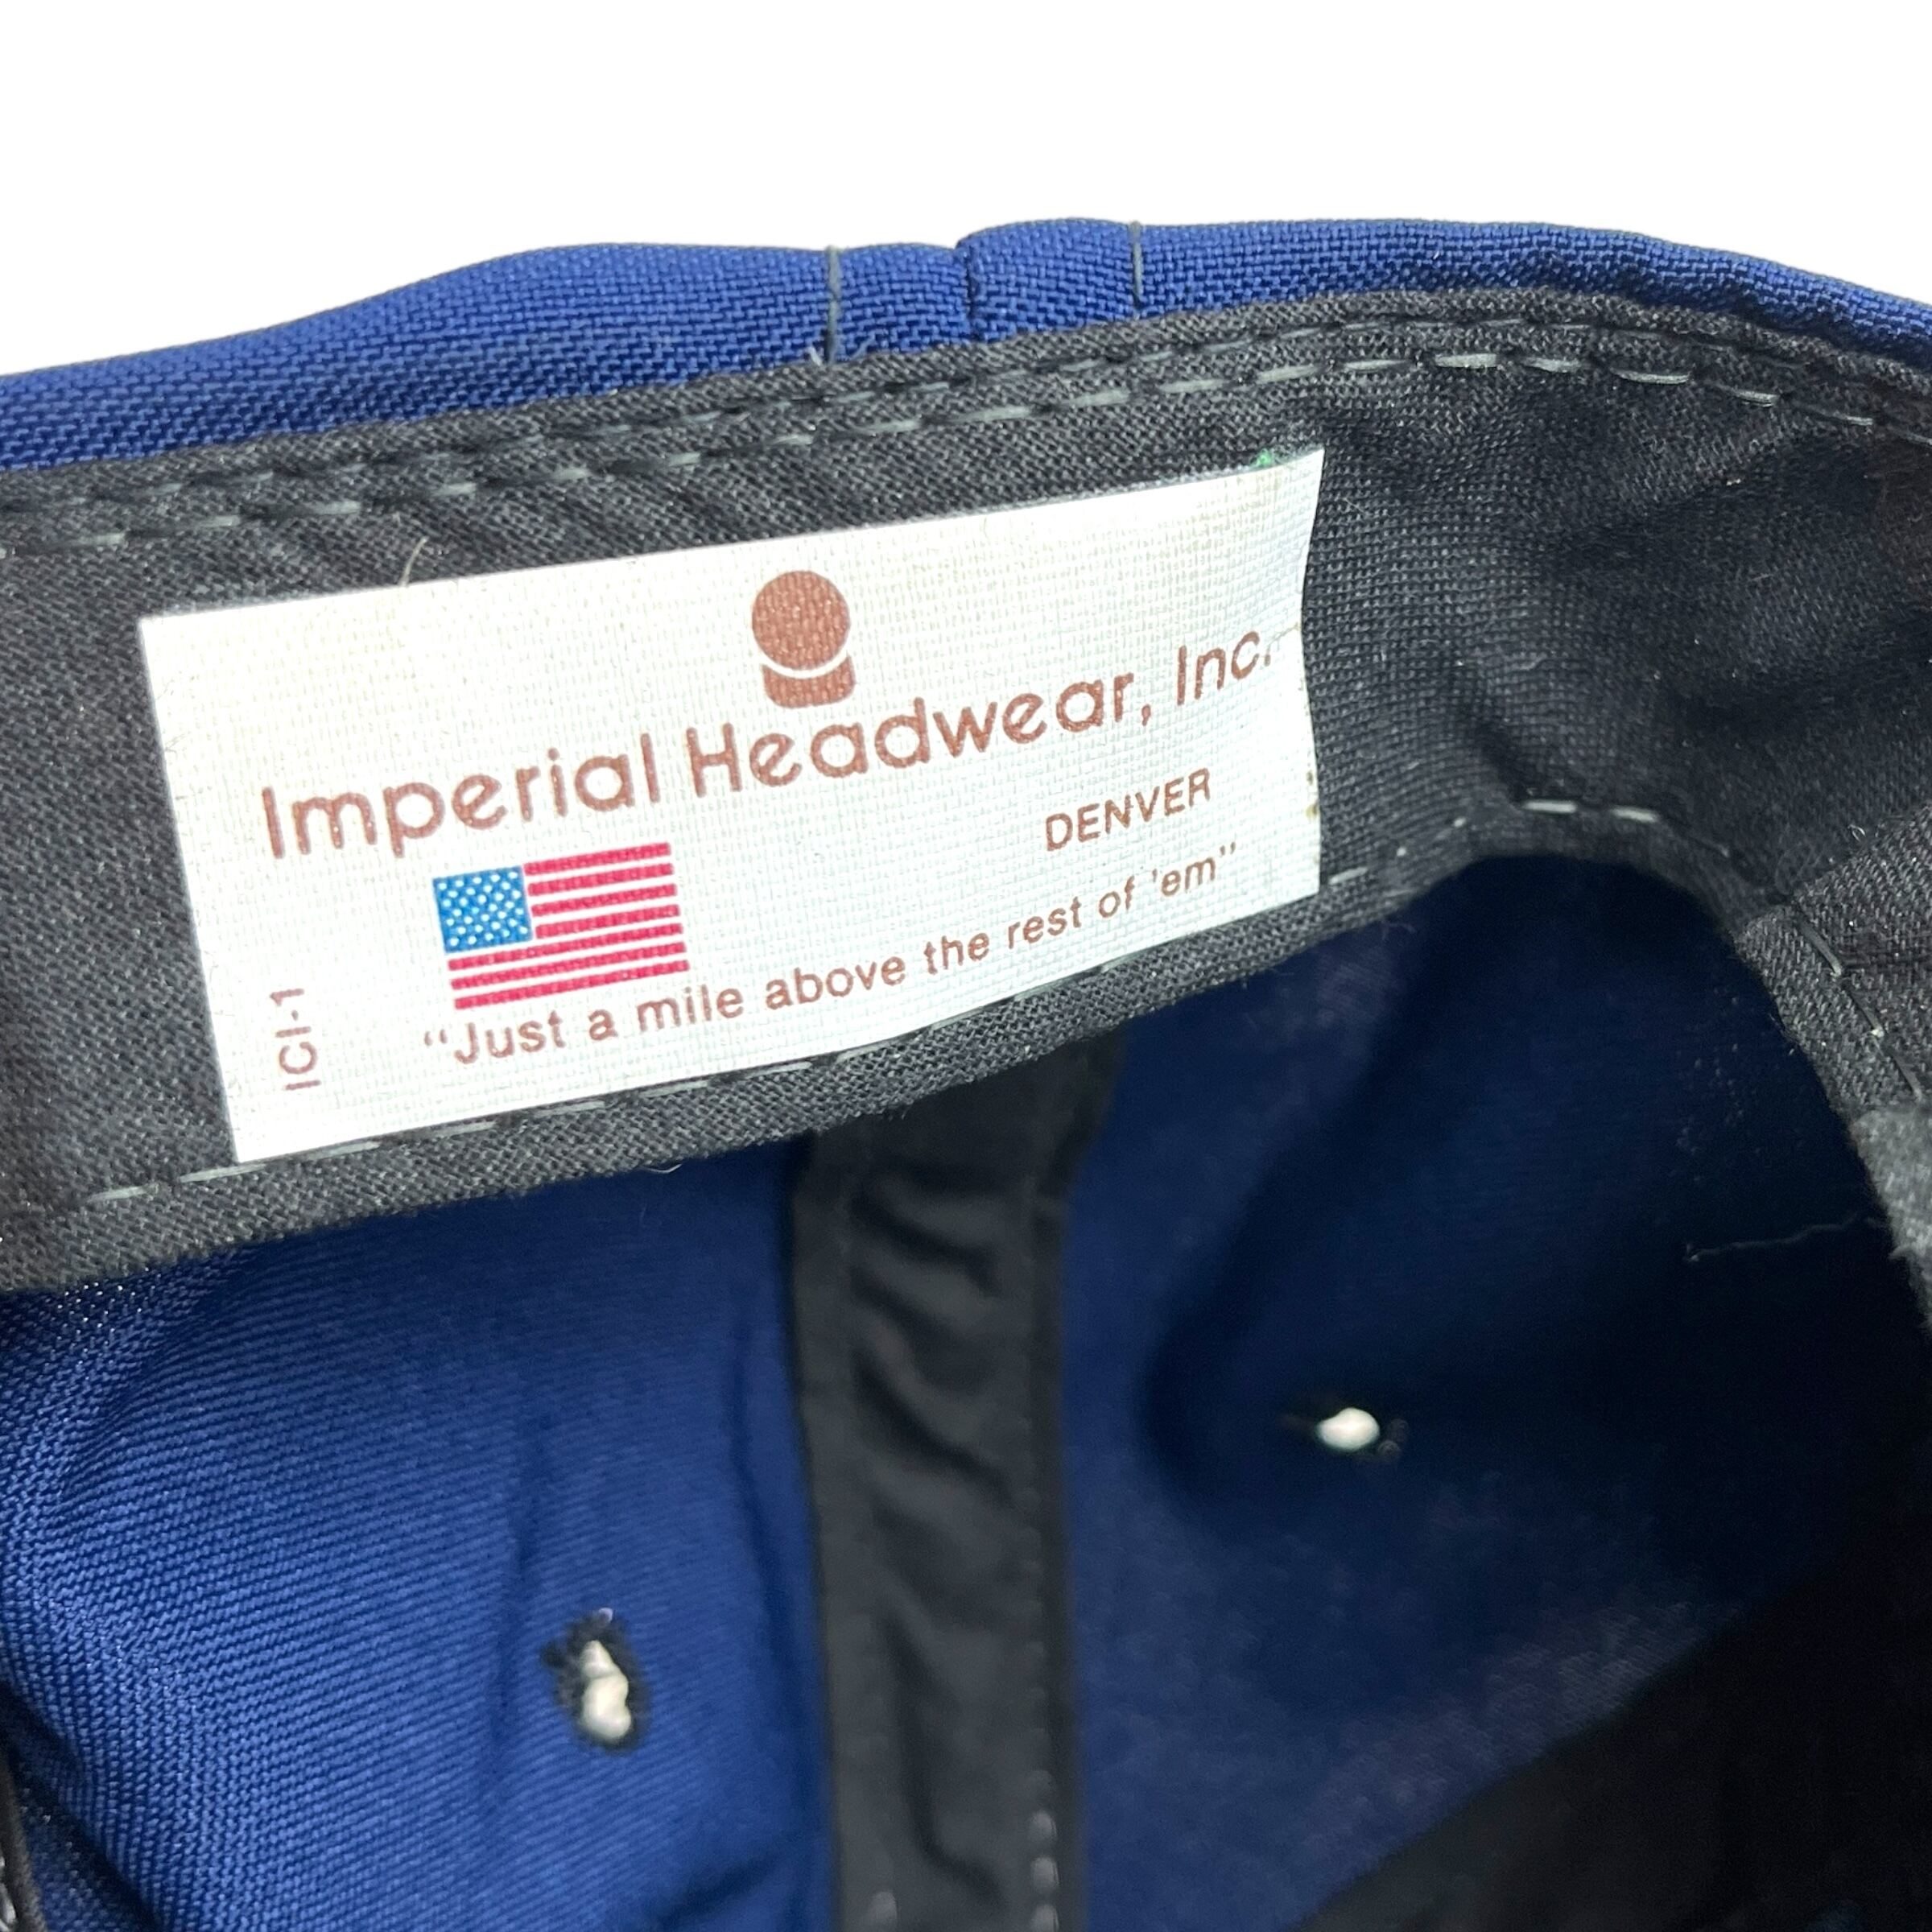 Imperial Headwear, Inc.
DENVER
"Just a mile above the rest of 'em"
ICI-1